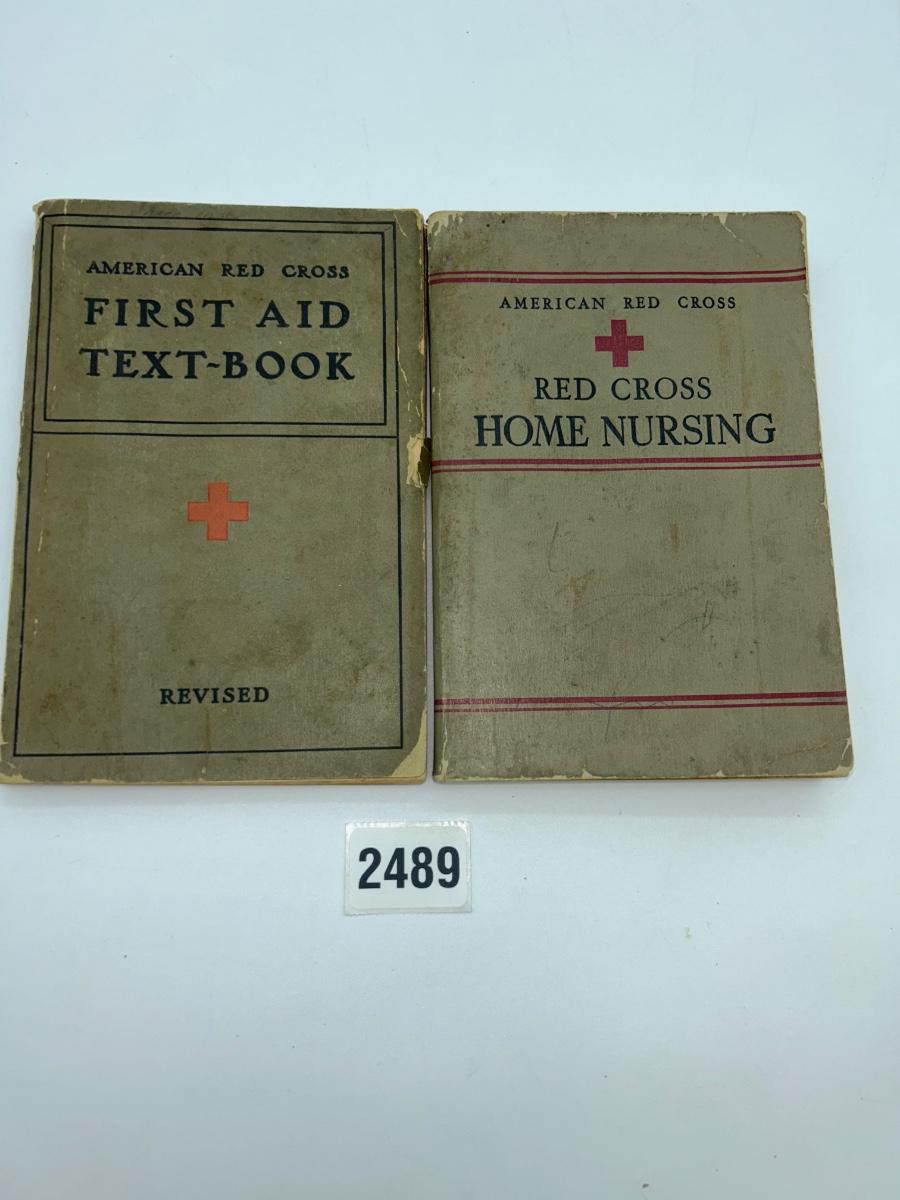 AMERICAN RED CROSS
FIRST AID
TEXT-BOOK
REVISED
AMERICAN RED CROSS
RED CROSS
HOME NURSING
2489